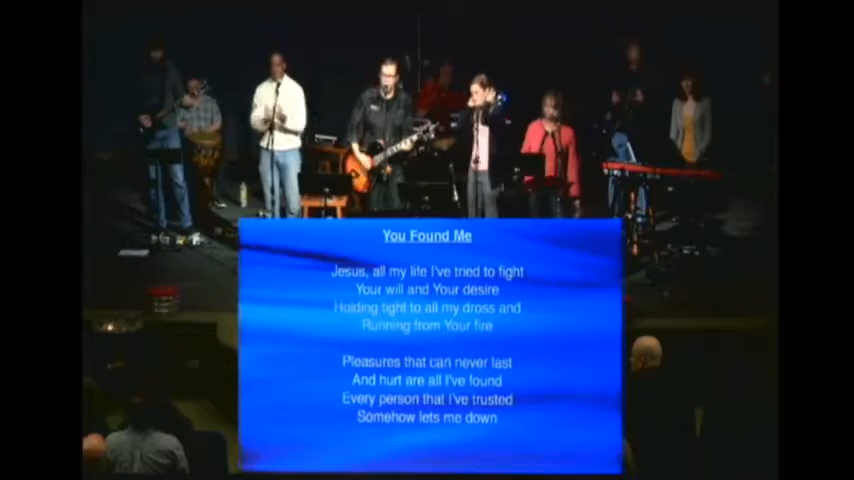 You Found Me
Jesus, all my life I've tried to fight
Your will and Your desire
Holding tight to all my dross and
Running from Your fire
Pleasures that can never last
And hurt are all I've found
Every person that I've trusted
Somehow lets me down